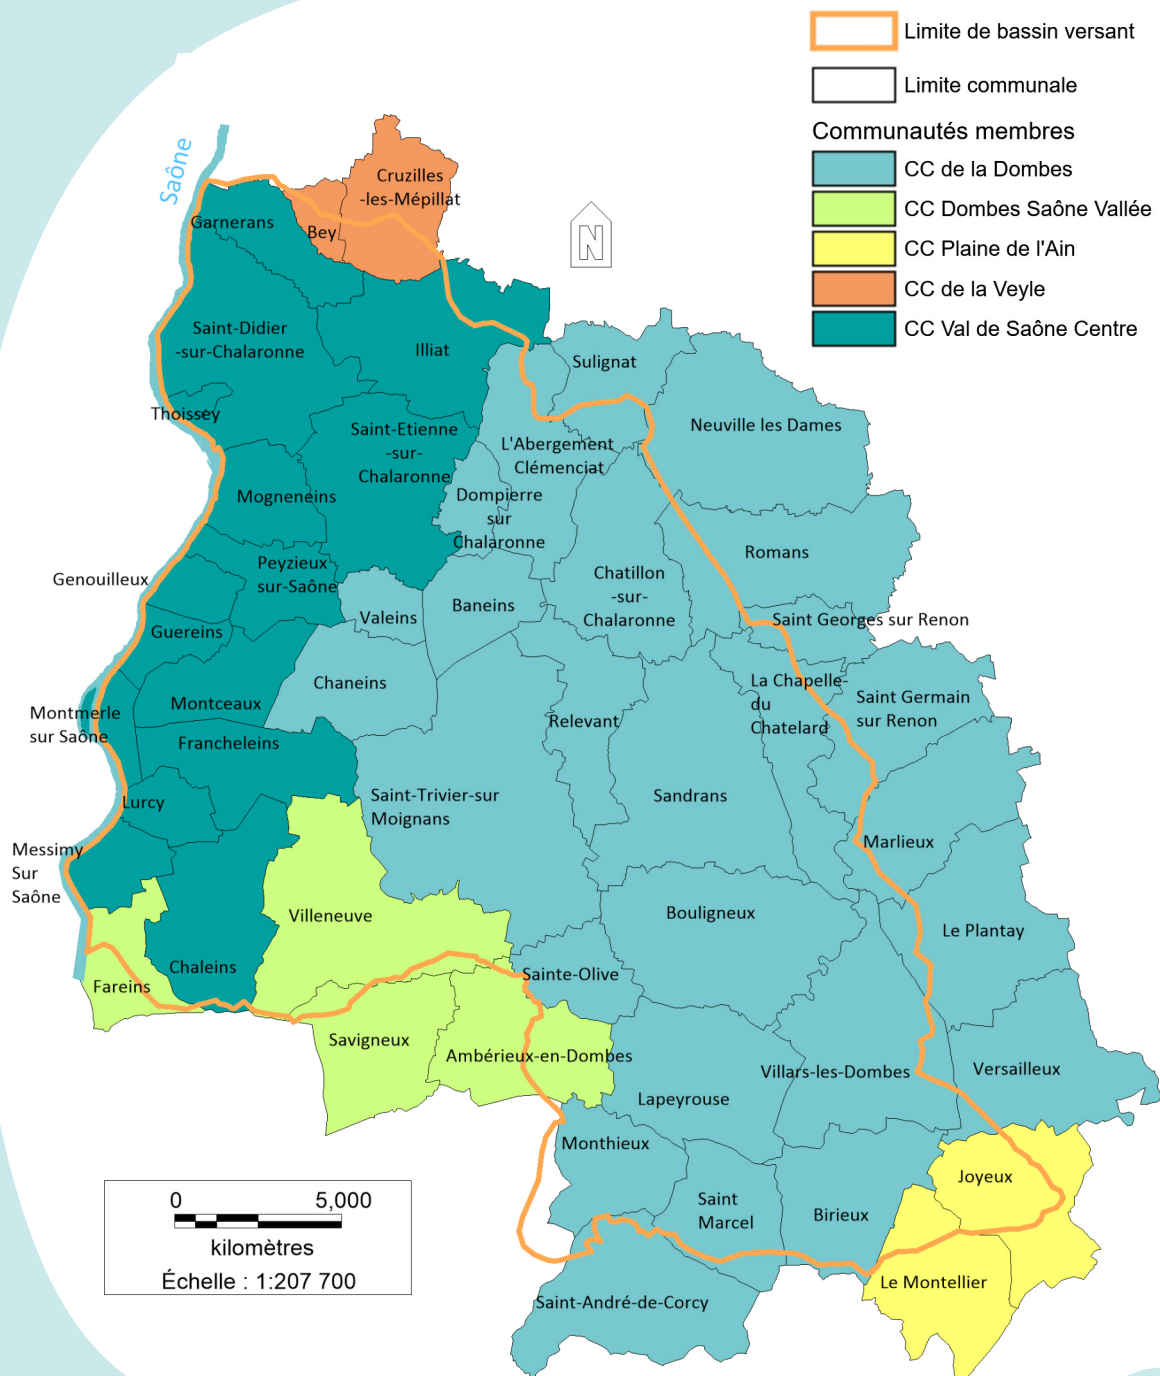 Limite de bassin versant
Limite communale
Communautés membres
CC de la Dombes
CC Dombes Saône Vallée
CC Plaine de l'Ain
CC de la Veyle
CC Val de Saône Centre
Saône
Cruzilles
-les-Mépillat
Garnerans
Bey
N
Saint-Didier
-sur-Chalaronne
Illiat
Sulignat
Thoissey
Saint-Etienne
-sur-
Chalaronne
Neuville les Dames
L'Abergement
Clémenciat
Mogneneins
Dompierre
sur
Chalaronne
Romans
Genouilleux
Peyzieux
sur-Saône
Chatillon
-sur-
Chalaronne
Valeins
Baneins
Saint Georges sur Renon
Guereins
Chaneins
La Chapelle-
du
Chatelard
Saint Germain
sur Renon
Montceaux
Montmerle
sur Saône
Relevant
Francheleins
Saint-Trivier-sur
Moignans
Sandrans
Lurcy
Marlieux
Messimy
Sur
Saône
Villeneuve
Bouligneux
Le Plantay
Chaleins
Sainte-Olive
Fareins
Savigneux
Ambérieux-en-Dombes
Villars-les-Dombes
Versailleux
Lapeyrouse
Monthieux
Joyeux
Saint
Marcel
Birieux
Le Montellier
Saint-André-de-Corcy
0 5,000
kilomètres
Échelle : 1:207 700